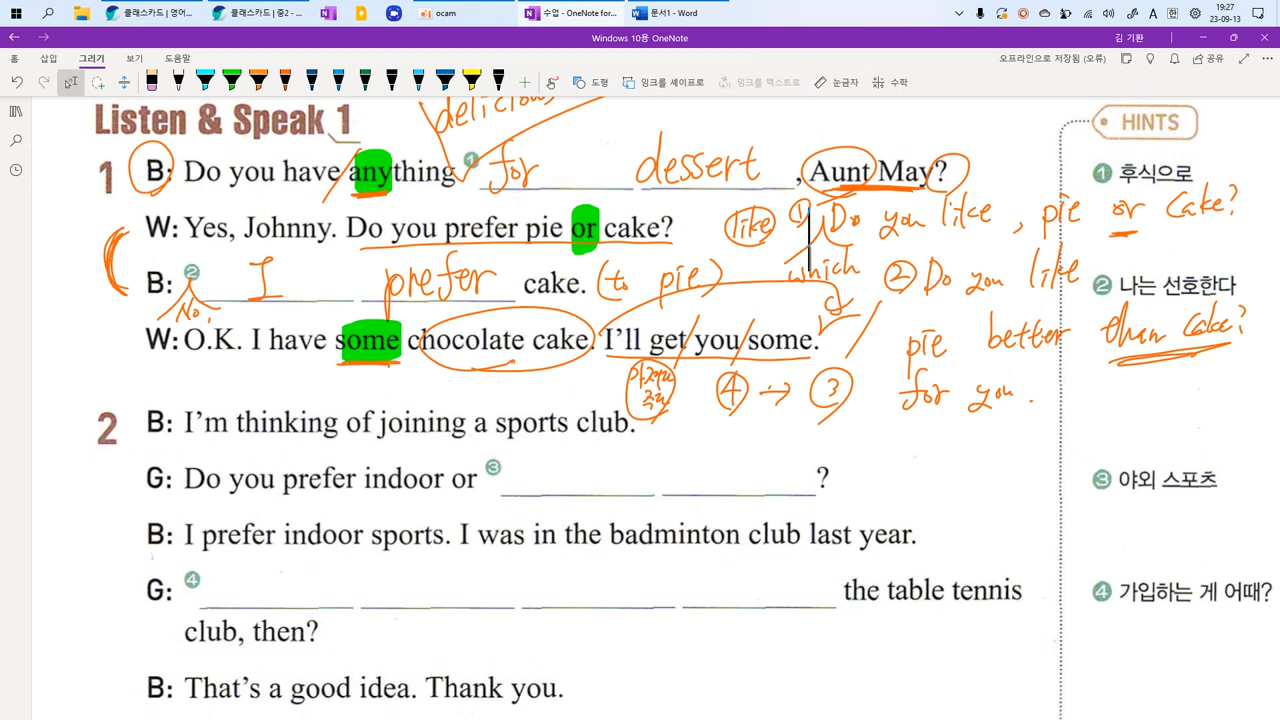 클래스카드 | 영어... 클래스카드 | 중2 -... ocam 수업 - OneNote for... 문서1 - Word A 한 19:27
23-09-13
Windows 10용 OneNote 김 기환
홈 삽입 그리기 보기 도움말 오프라인으로 저장됨 (오류) 공유
도형 잉크를 셰이프로 잉크를 텍스트로 눈금자 수학
delicious
Listen & Speak 1 HINTS
1 B: Do you have anything ① for dessert , Aunt May? ① 후식으로
like ① Do you like , pie or cake?
W: Yes, Johnny. Do you prefer pie or cake?
which
B: ② I prefer cake. (to pie) ② Do you like ② 나는 선호한다
No,
W: O.K. I have some chocolate cake. I'll get you some. pie better than cake?
④ → ③ for you.
2 B: I'm thinking of joining a sports club.
G: Do you prefer indoor or ③ ? ③ 야외 스포츠
B: I prefer indoor sports. I was in the badminton club last year.
G: ④ the table tennis ④ 가입하는 게 어때?
club, then?
B: That's a good idea. Thank you.